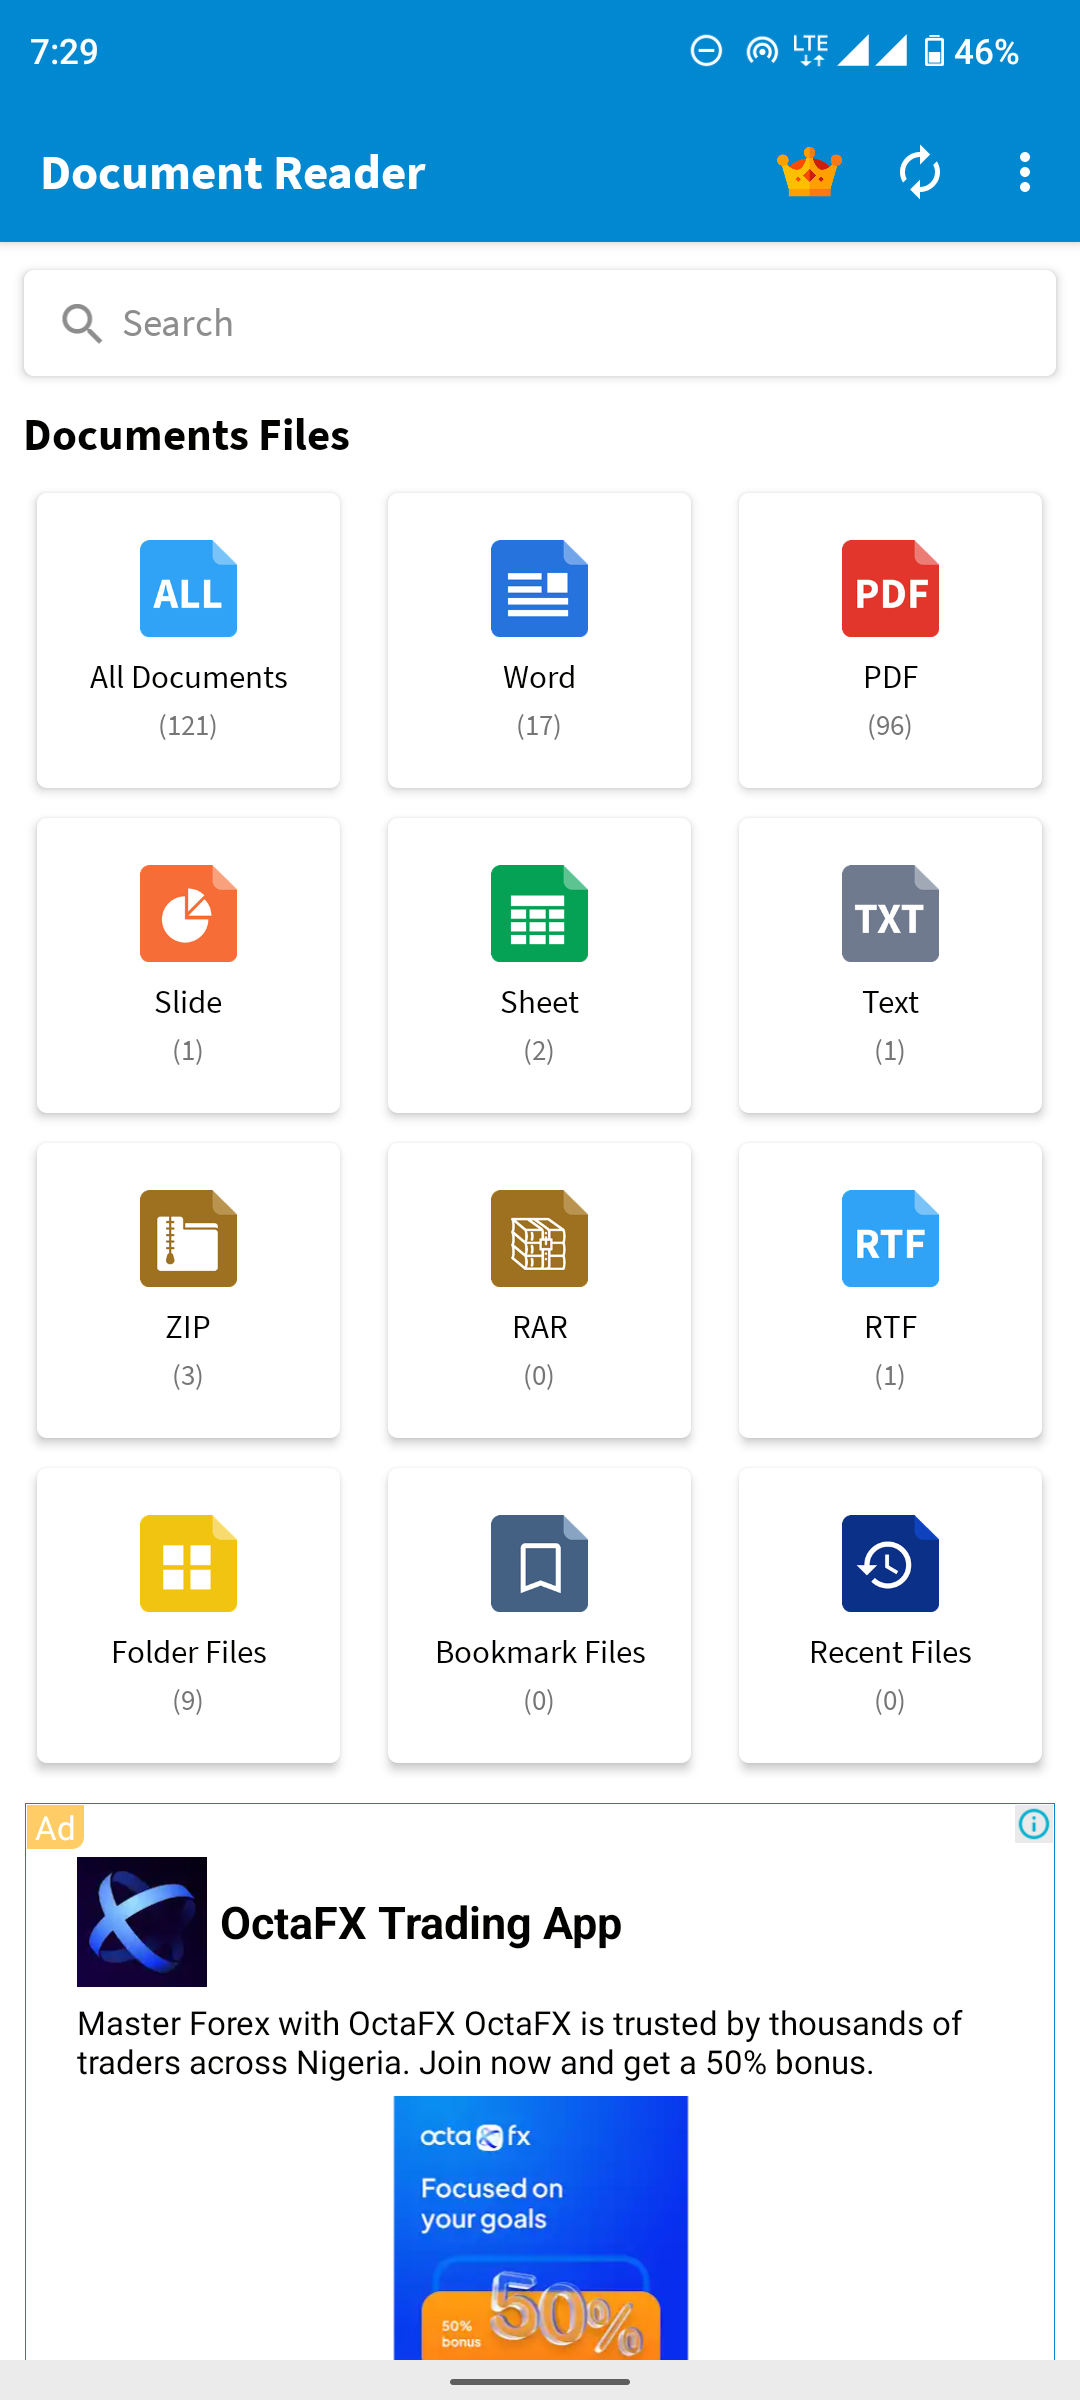 7:29
LTE
46%
Document Reader
Search
Documents Files
ALL
PDF
All Documents
Word
PDF
(121)
(17)
(96)
TXT
Slide
Sheet
Text
(1)
(2)
(1)
RTF
ZIP
RAR
RTF
(3)
(0)
(1)
Folder Files
Bookmark Files
Recent Files
(9)
(0)
(0)
Ad
OctaFX Trading App
Master Forex with OctaFX OctaFX is trusted by thousands of
traders across Nigeria. Join now and get a 50% bonus.
octa fx
Focused on
your goals
50%
50%
bonus